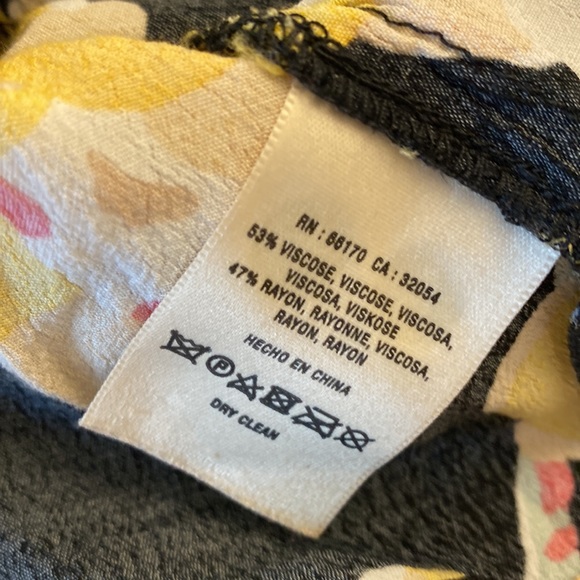 RN : 66170 CA : 32054
53% VISCOSE, VISCOSE, VISCOSA,
VISCOSA, VISKOSE
47% RAYON, RAYONNE, VISCOSA,
RAYON, RAYON
HECHO EN CHINA
P
DRY CLEAN